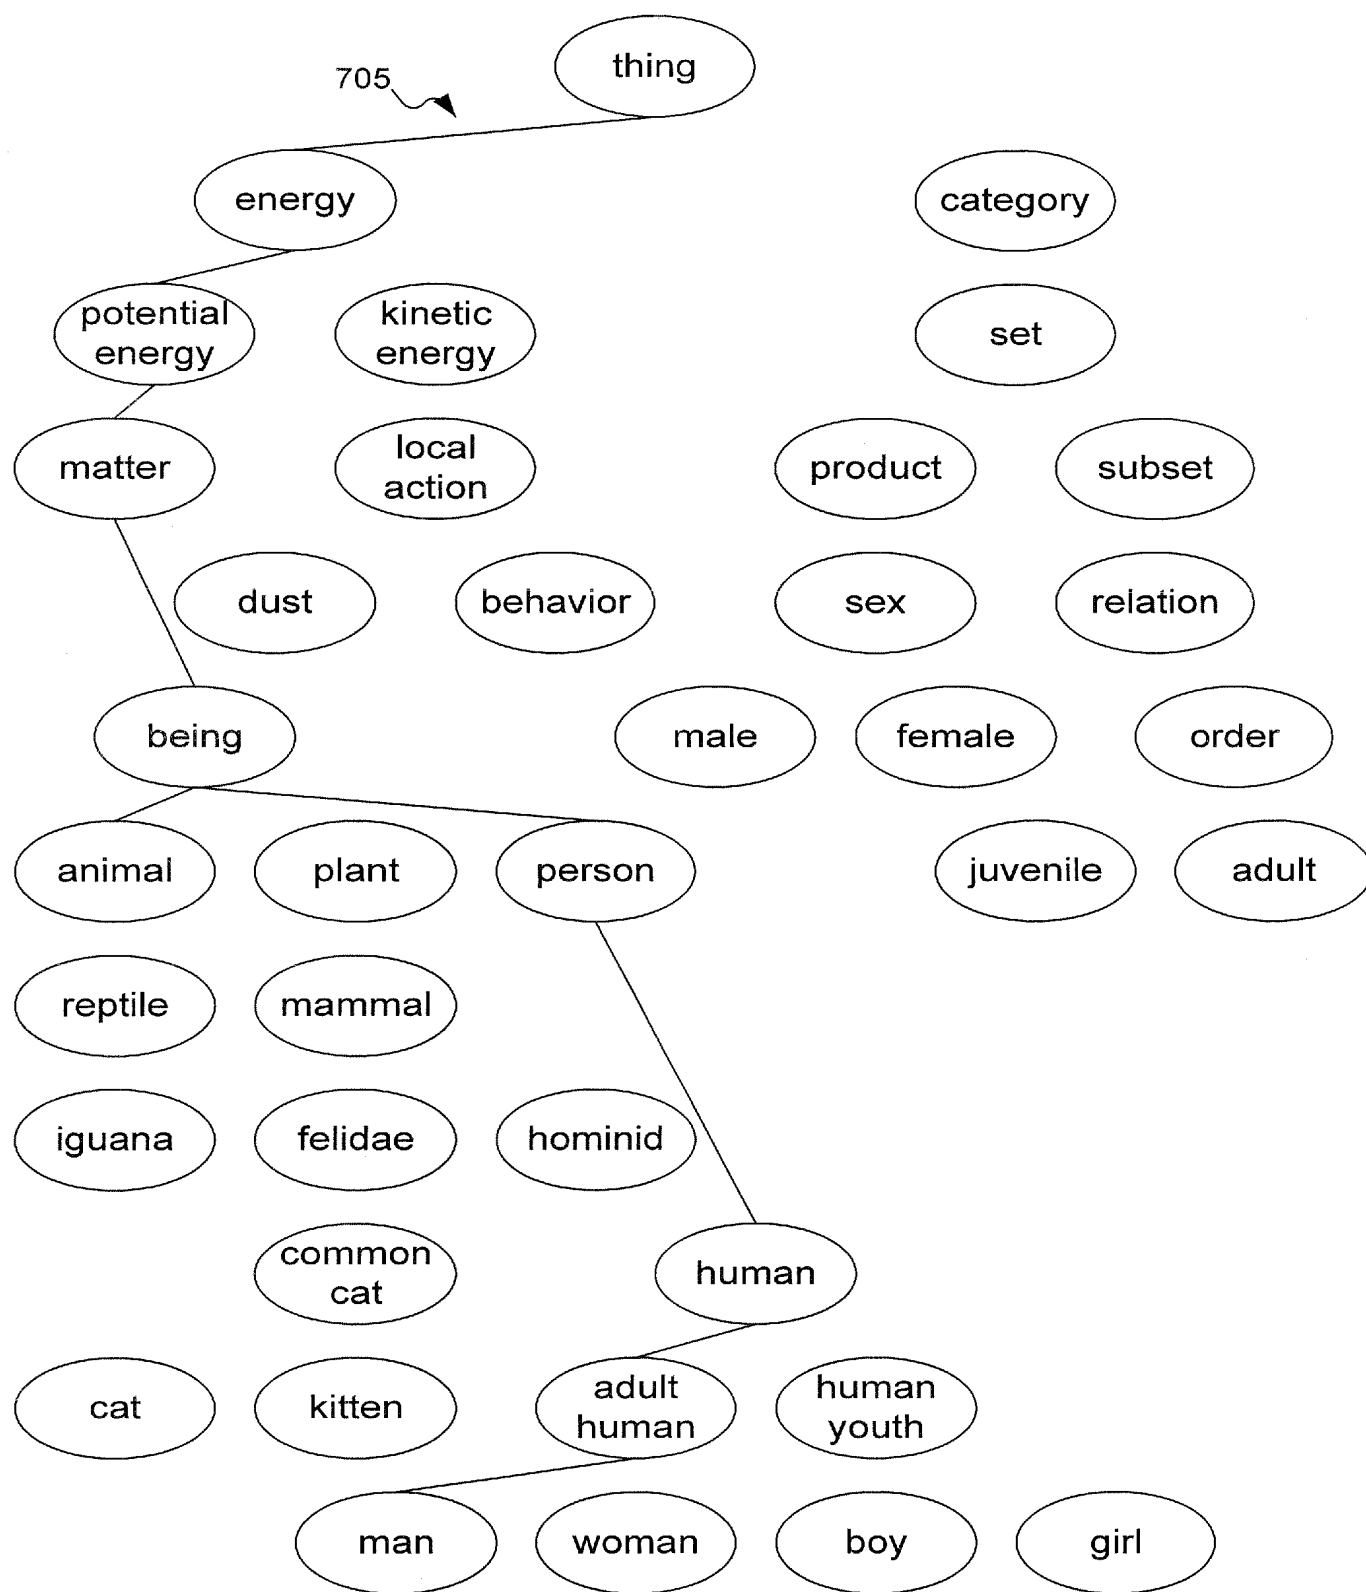 thing
705
energy
category
potential
energy
kinetic
energy
set
matter
local
action
product
subset
dust
behavior
sex
relation
being
male
female
order
animal
plant
person
juvenile
adult
reptile
mammal
iguana
felidae
hominid
common
cat
human
cat
kitten
adult
human
human
youth
man
woman
boy
girl